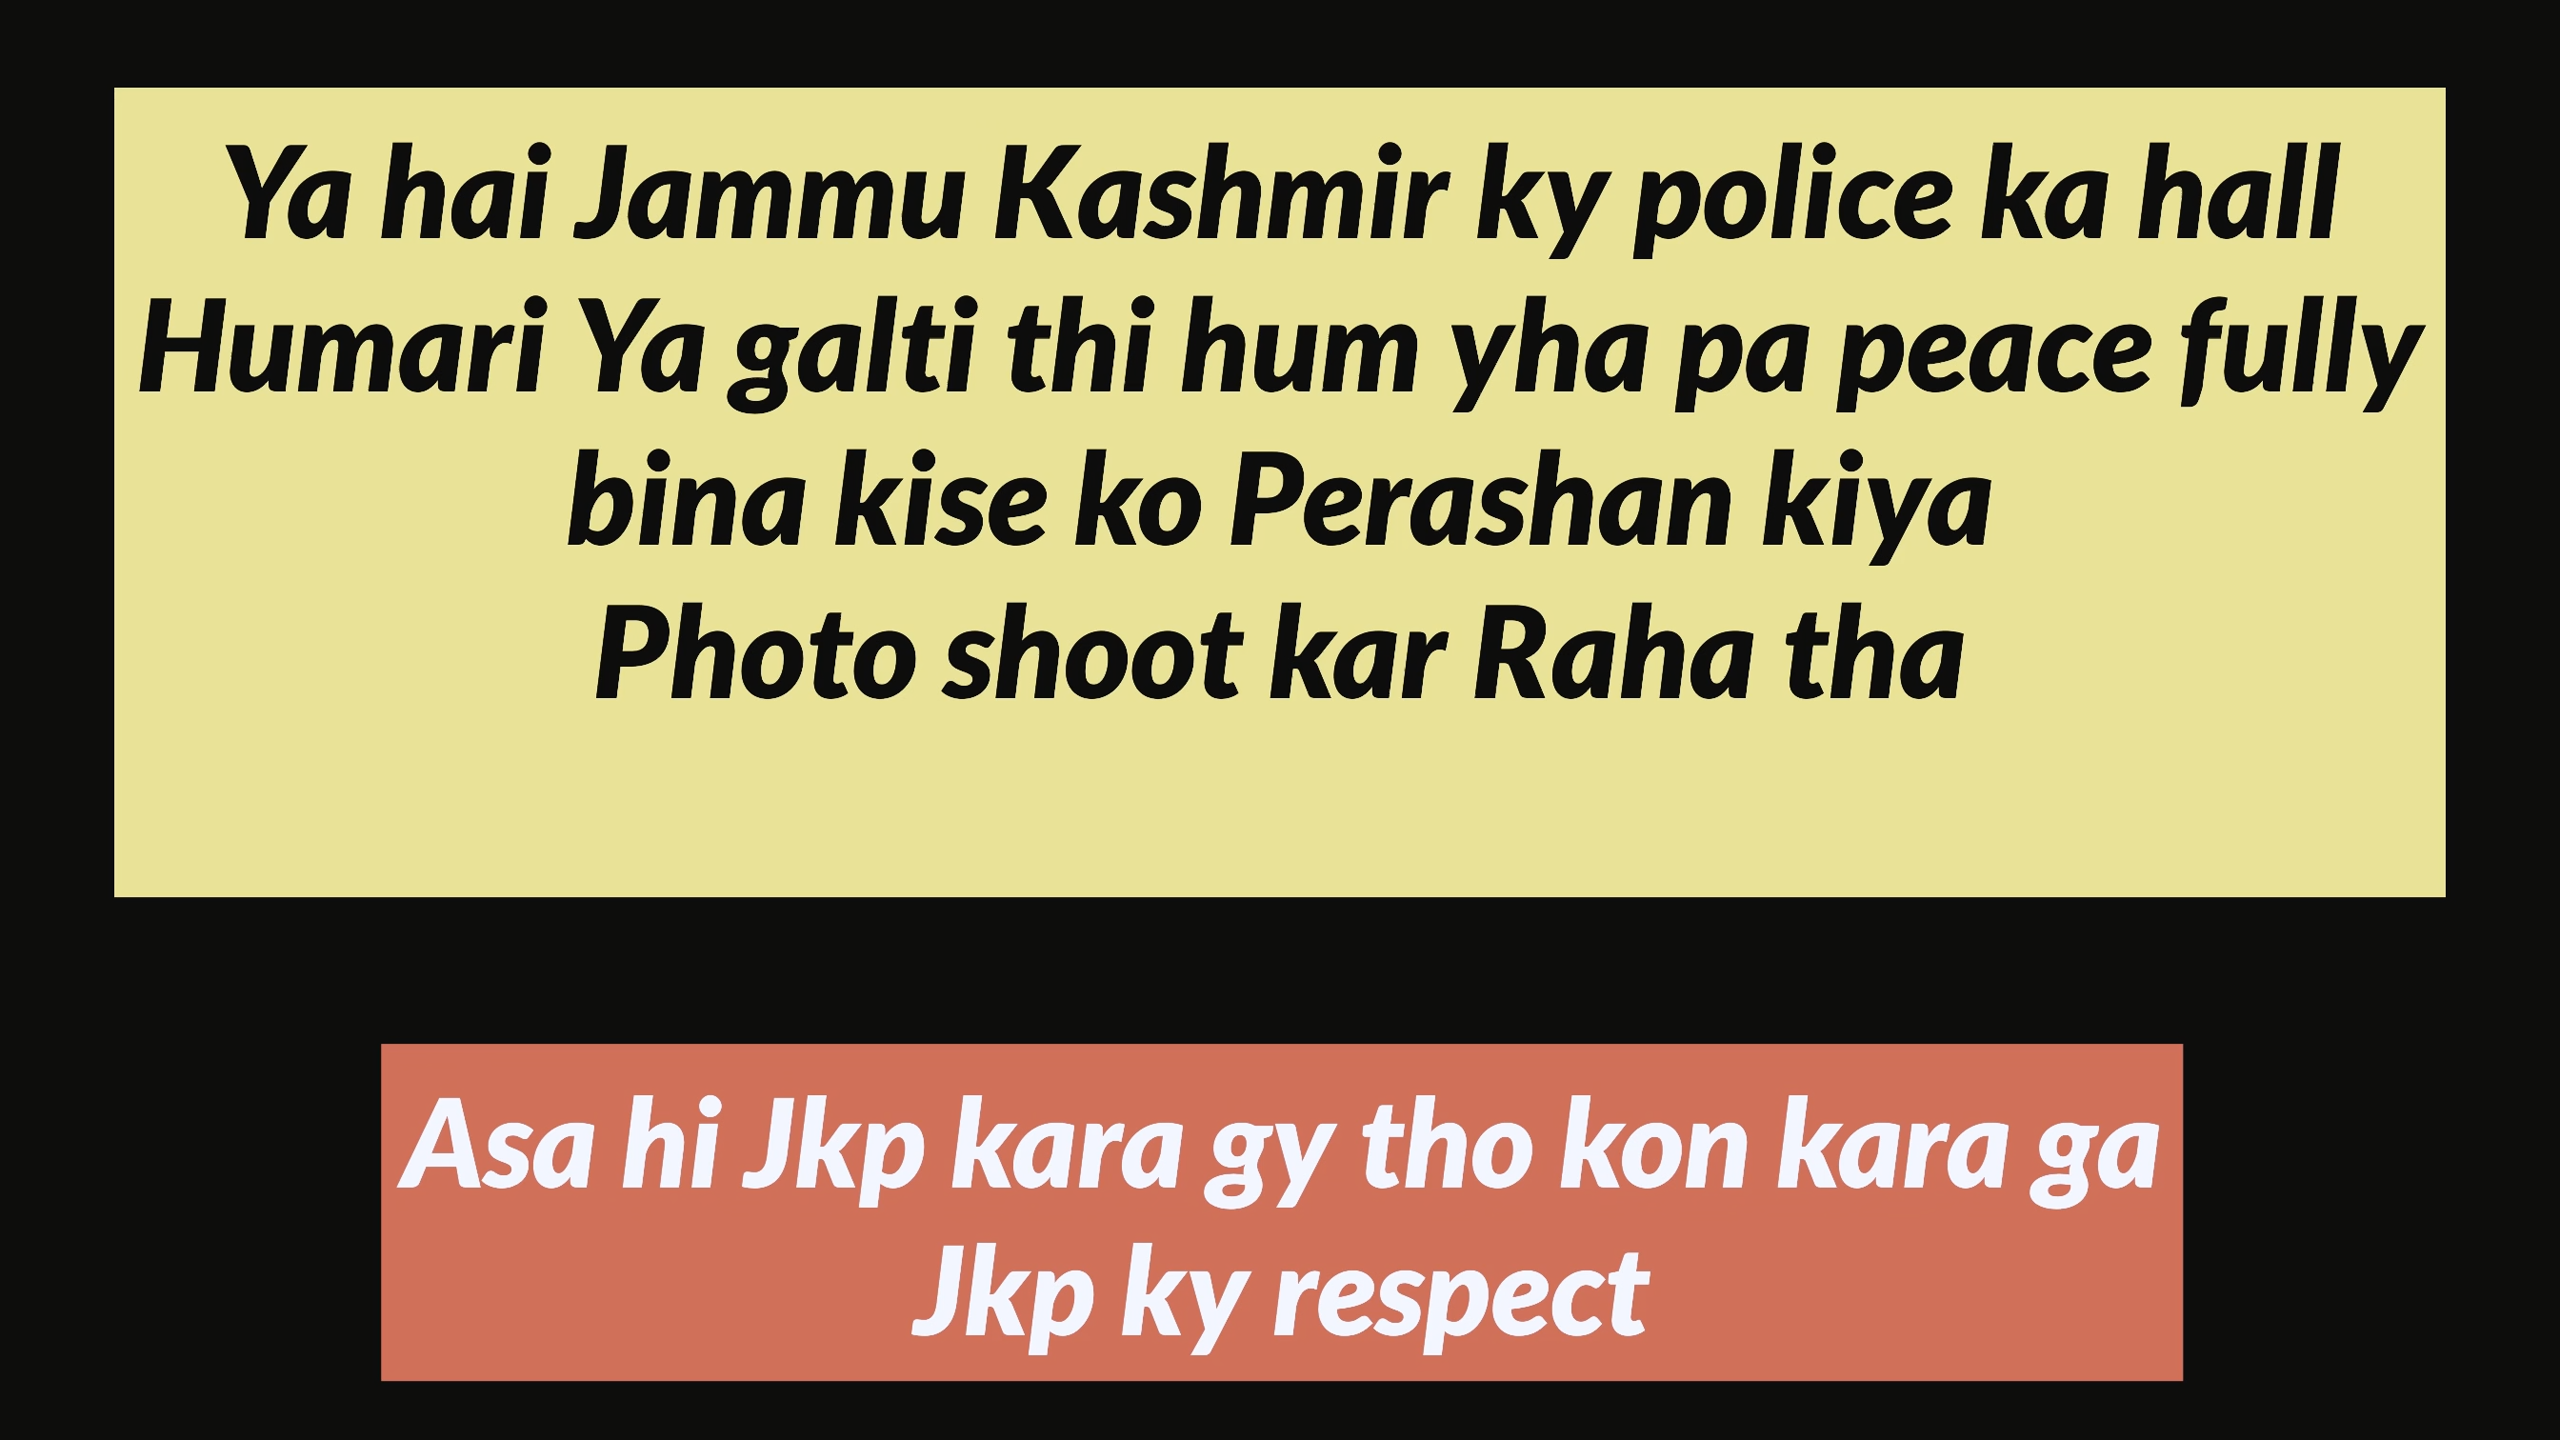 Ya hai Jammu Kashmir ky police ka hall
Humari Ya galti thi hum yha pa peace fully
bina kise ko Perashan kiya
Photo shoot kar Raha tha
Asa hi Jkp kara gy tho kon kara ga
Jkp ky respect